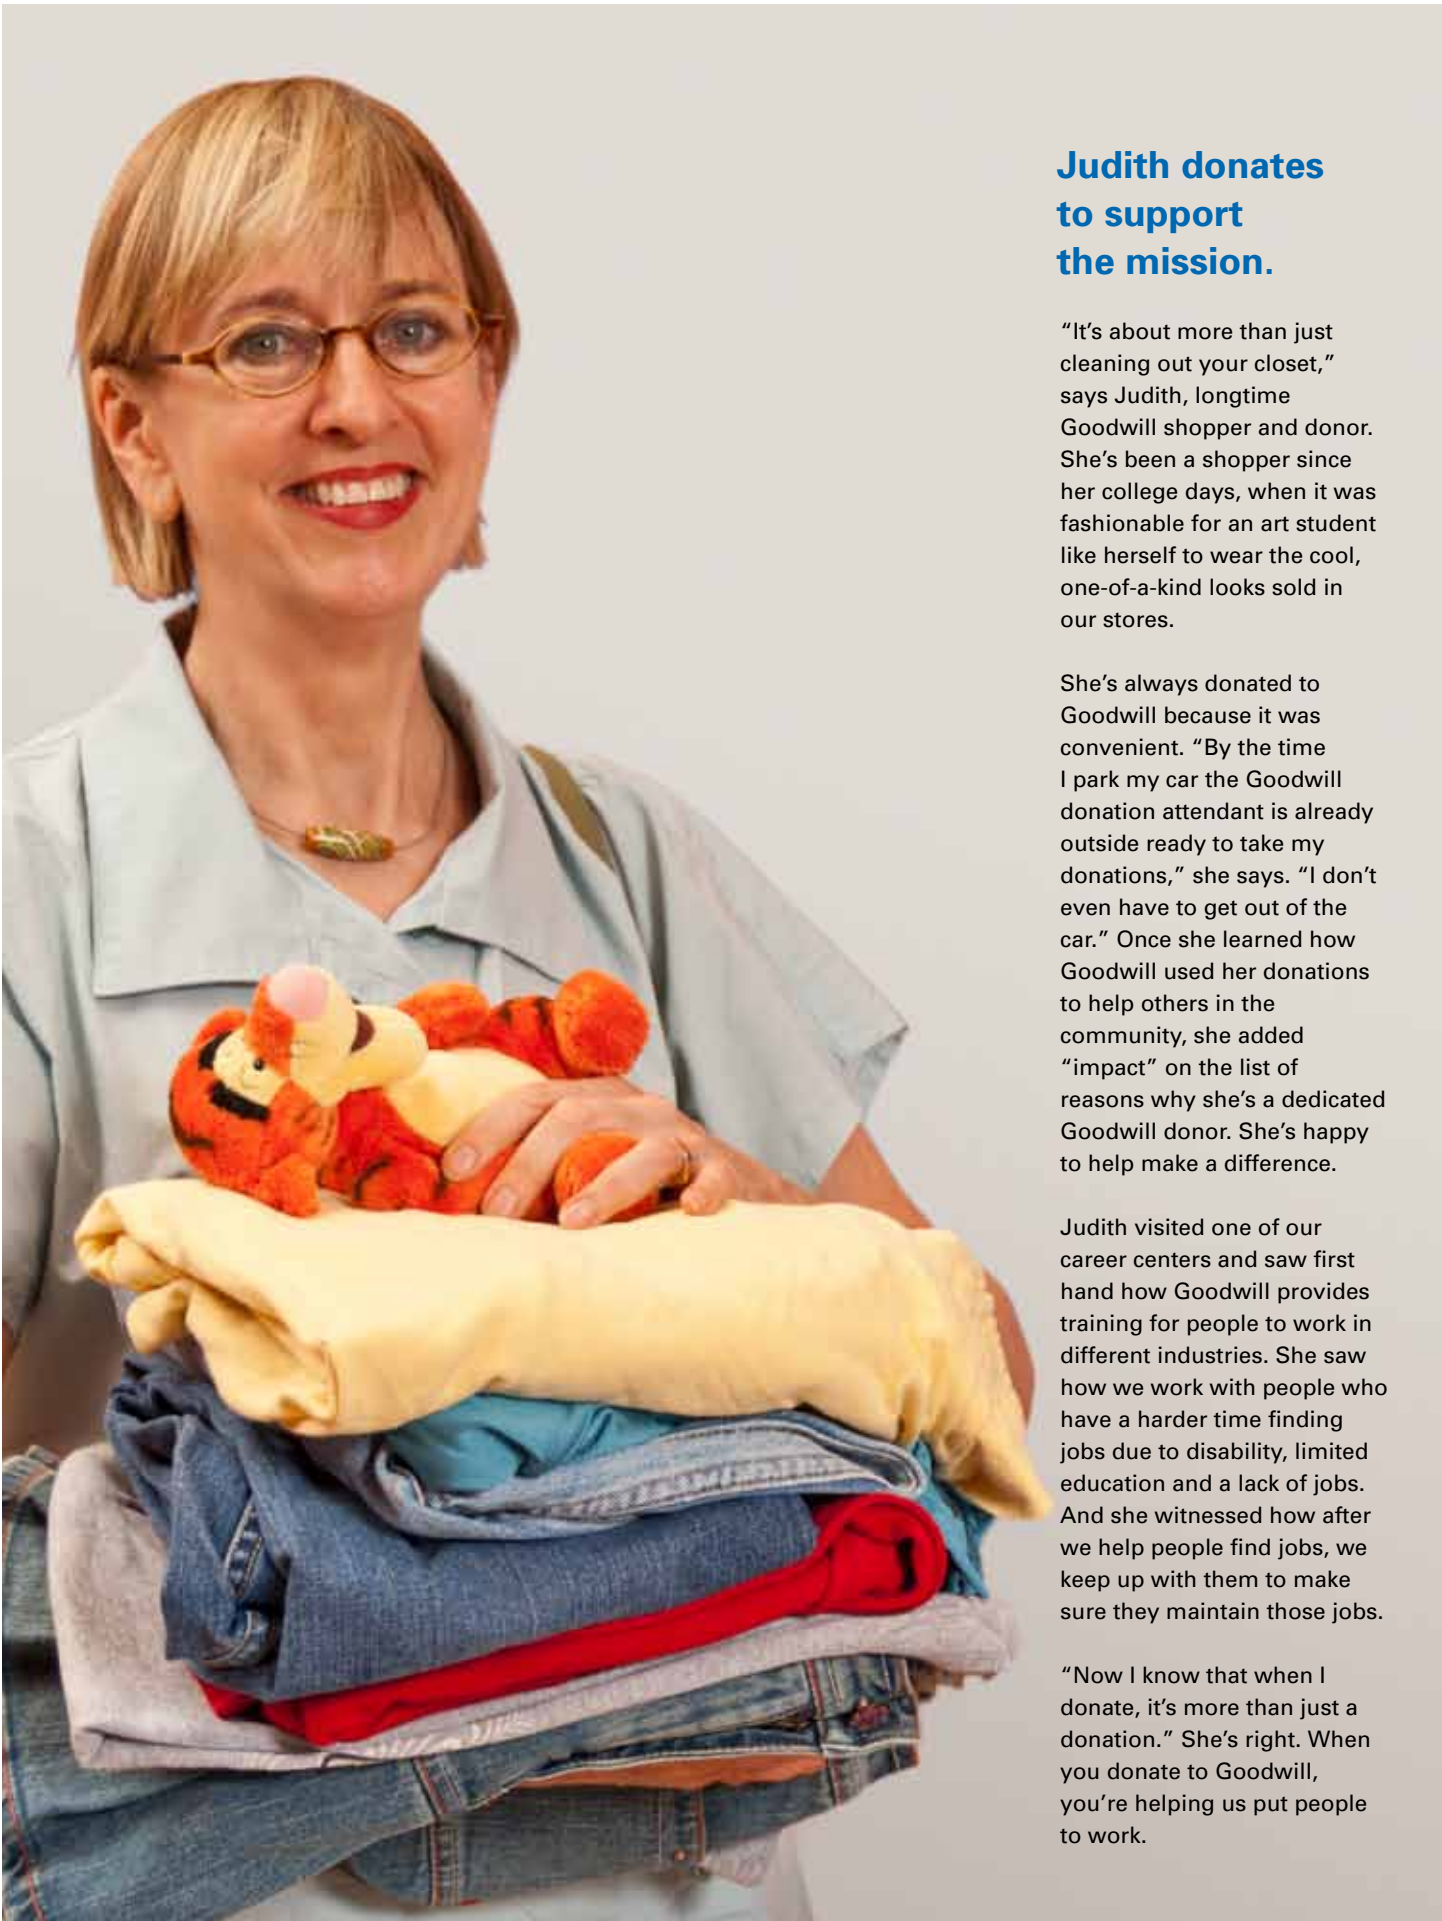 Judith donates
to support
the mission.
“It’s about more than just
cleaning out your closet,”
says Judith, longtime
Goodwill shopper and donor.
She’s been a shopper since
her college days, when it was
fashionable for an art student
like herself to wear the cool,
one-of-a-kind looks sold in
our stores.
She’s always donated to
Goodwill because it was
convenient. “By the time
I park my car the Goodwill
donation attendant is already
outside ready to take my
donations,” she says. “I don’t
even have to get out of the
car.” Once she learned how
Goodwill used her donations
to help others in the
community, she added
“impact” on the list of
reasons why she’s a dedicated
Goodwill donor. She’s happy
to help make a difference.
Judith visited one of our
career centers and saw first
hand how Goodwill provides
training for people to work in
different industries. She saw
how we work with people who
have a harder time finding
jobs due to disability, limited
education and a lack of jobs.
And she witnessed how after
we help people find jobs, we
keep up with them to make
sure they maintain those jobs.
“Now I know that when I
donate, it’s more than just a
donation.” She’s right. When
you donate to Goodwill,
you’re helping us put people
to work.